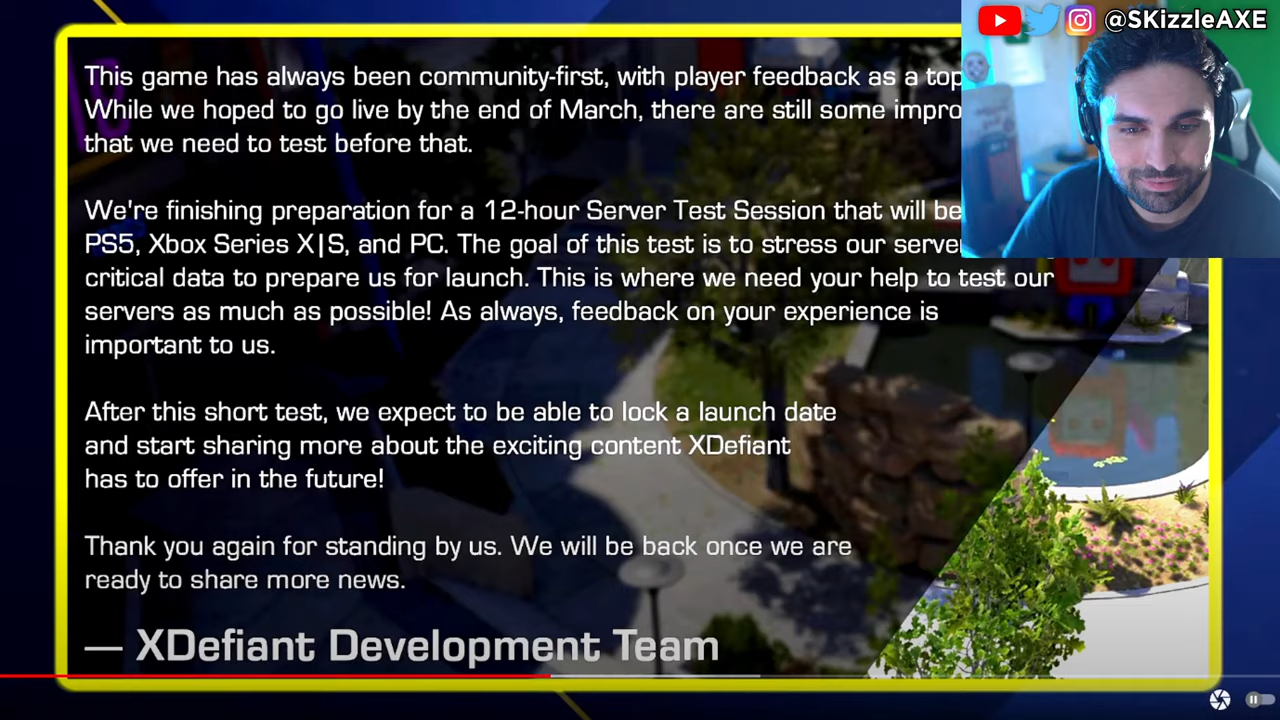 @SKizzleAXE
This game has always been community-first, with player feedback as a top
While we hoped to go live by the end of March, there are still some impro
that we need to test before that.
We're finishing preparation for a 12-hour Server Test Session that will be
PS5, Xbox Series X|S, and PC. The goal of this test is to stress our serve
critical data to prepare us for launch. This is where we need your help to test our
servers as much as possible! As always, feedback on your experience is
important to us.
After this short test, we expect to be able to lock a launch date
and start sharing more about the exciting content XDefiant
has to offer in the future!
Thank you again for standing by us. We will be back once we are
ready to share more news.
— XDefiant Development Team